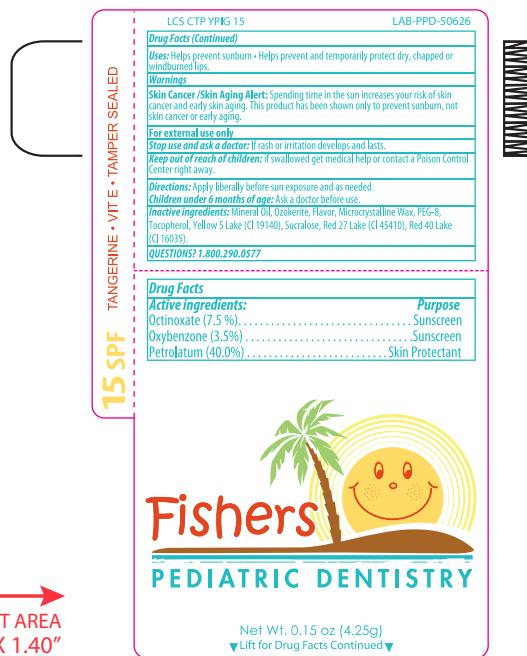 LCS CTP YPIG 15
LAB-PPD-50626
Drug Facts (Continued)
Uses: Helps prevent sunburn • Helps prevent and temporarily protect dry, chapped or
windburned lips.
Warnings
Skin Cancer /Skin Aging Alert: Spending time in the sun increases your risk of skin
cancer and early skin aging. This product has been shown only to prevent sunburn, not
skin cancer or early aging.
For external use only
Stop use and ask a doctor: If rash or irritation develops and lasts.
Keep out of reach of children: if swallowed get medical help or contact a Poison Control
Center right away.
Directions: Apply liberally before sun exposure and as needed.
Children under 6 months of age: Ask a doctor before use.
Inactive ingredients: Mineral Oil, Ozokerite, Flavor, Microcrystalline Wax, PEG-8,
Tocopherol, Yellow 5 Lake (Cl 19140), Sucralose, Red 27 Lake (Cl 45410), Red 40 Lake
(Cl 16035).
QUESTIONS? 1.800.290.0577
15 SPF TANGERINE • VIT E • TAMPER SEALED
Drug Facts
Active ingredients: Purpose
Octinoxate (7.5 %)................................Sunscreen
Oxybenzone (3.5%)..............................Sunscreen
Petrolatum (40.0%)..........................Skin Protectant
Fishers
PEDIATRIC DENTISTRY
T AREA
X 1.40”
Net Wt. 0.15 oz (4.25g)
▼Lift for Drug Facts Continued▼